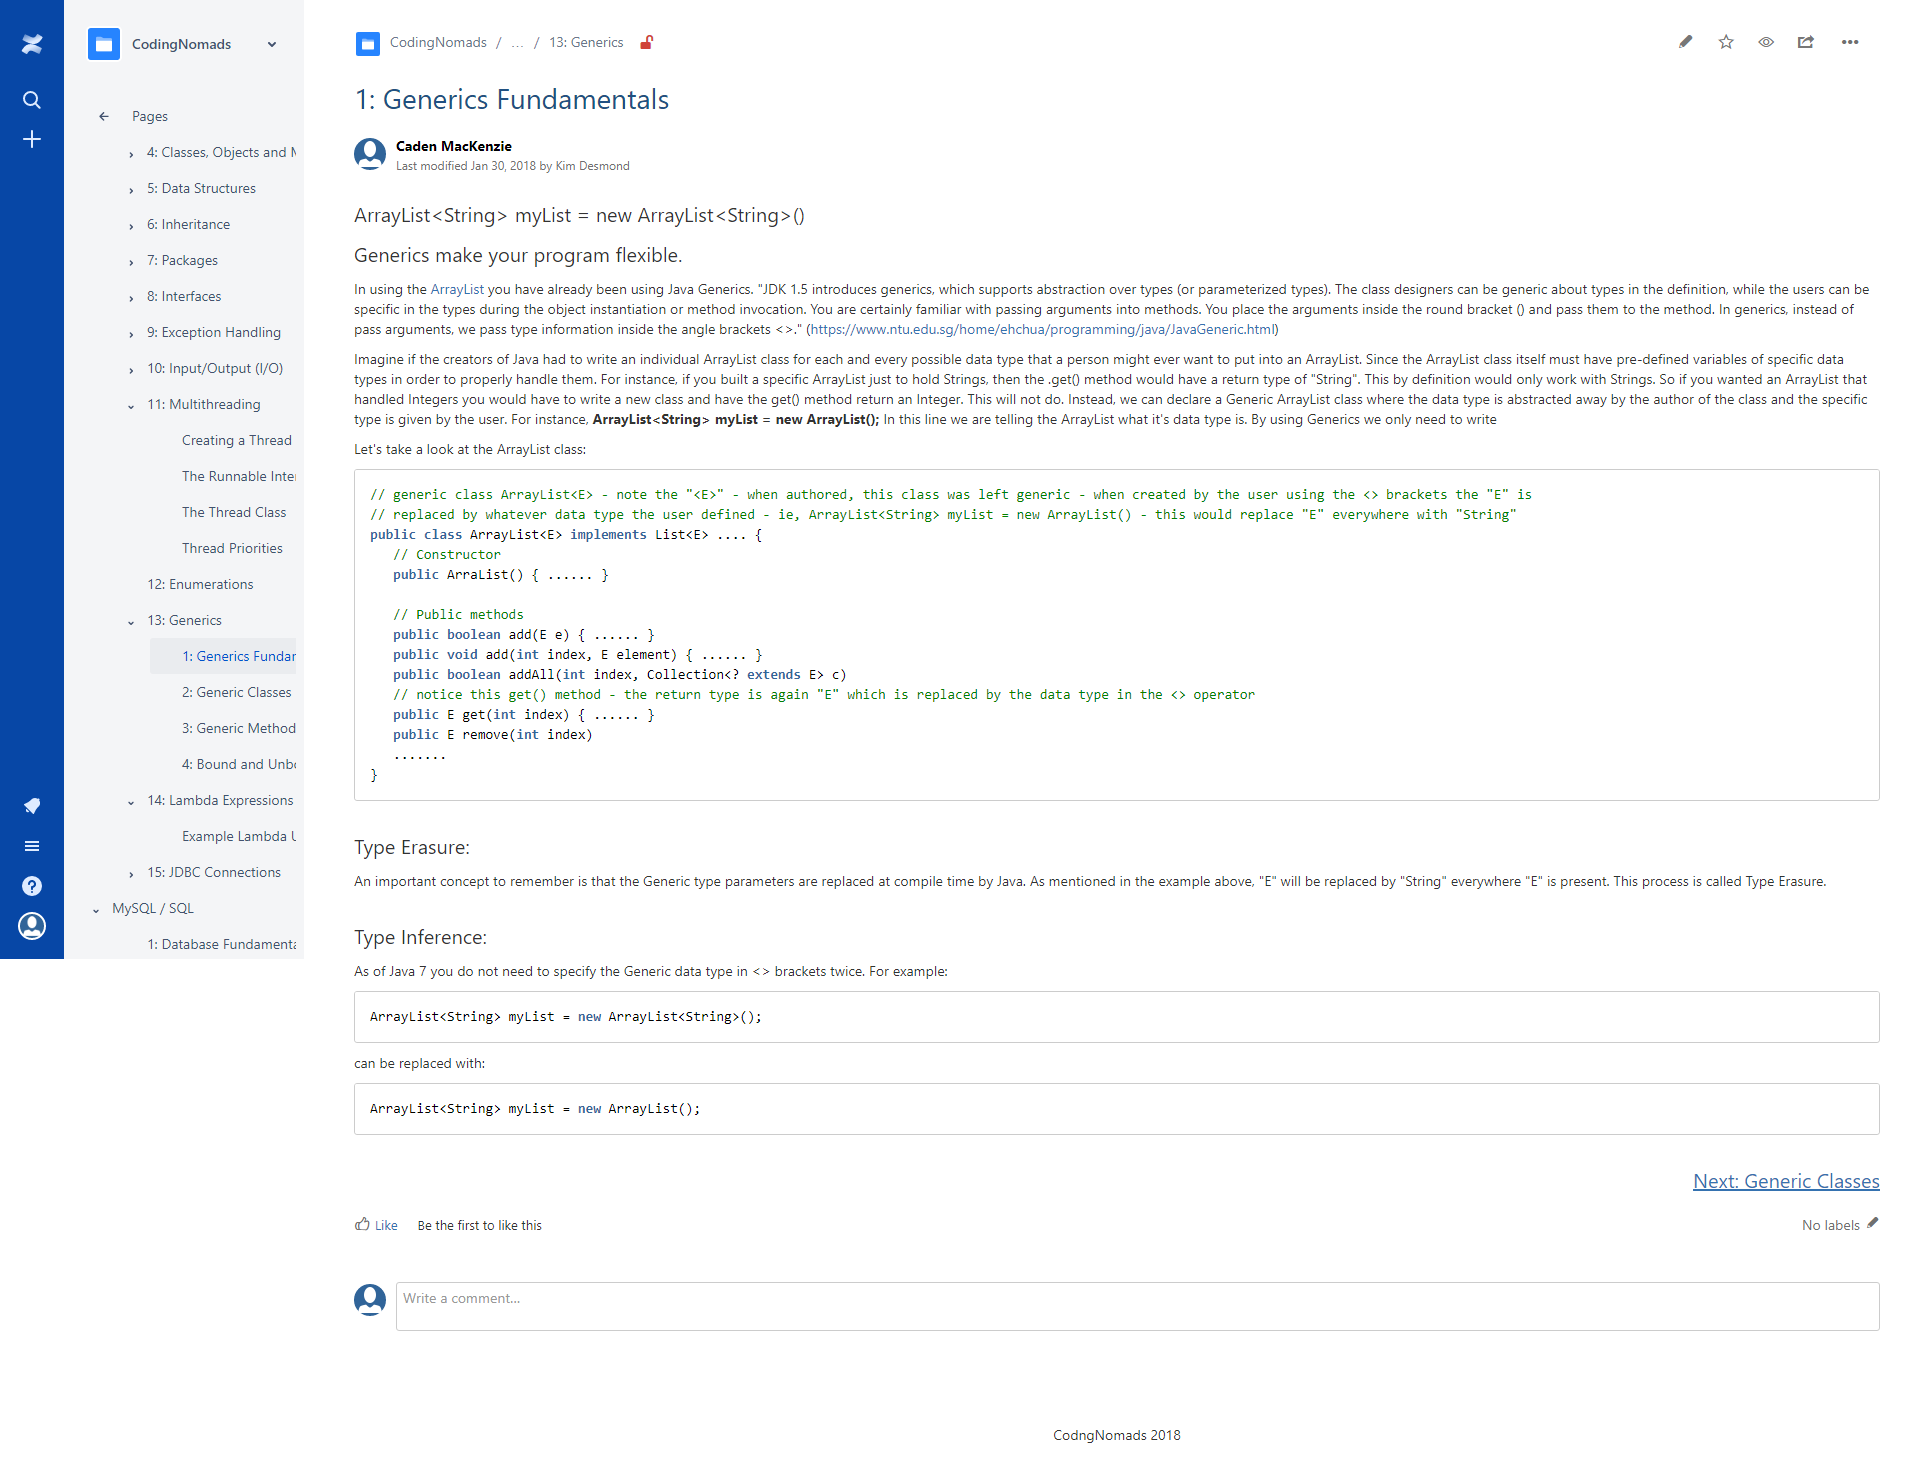 CodingNomads
Pages
4: Classes, Objects and M
5: Data Structures
6: Inheritance
7: Packages
8: Interfaces
9: Exception Handling
10: Input/Output (I/O)
11: Multithreading
Creating a Thread
The Runnable Inte
The Thread Class
Thread Priorities
12: Enumerations
13: Generics
1: Generics Fundar
2: Generic Classes
3: Generic Method
4: Bound and Unbo
14: Lambda Expressions
Example Lambda U
15: JDBC Connections
MySQL / SQL
1: Database Fundamenta
CodingNomads / ... / 13: Generics
1: Generics Fundamentals
Caden MacKenzie
Last modified Jan 30, 2018 by Kim Desmond
ArrayList<String> myList = new ArrayList<String>()
Generics make your program flexible.
In using the ArrayList you have already been using Java Generics. "JDK 1.5 introduces generics, which supports abstraction over types (or parameterized types). The class designers can be generic about types in the definition, while the users can be
specific in the types during the object instantiation or method invocation. You are certainly familiar with passing arguments into methods. You place the arguments inside the round bracket () and pass them to the method. In generics, instead of
pass arguments, we pass type information inside the angle brackets <>." (https://www.ntu.edu.sg/home/ehchua/programming/java/JavaGeneric.html)
Imagine if the creators of Java had to write an individual ArrayList class for each and every possible data type that a person might ever want to put into an ArrayList. Since the ArrayList class itself must have pre-defined variables of specific data
types in order to properly handle them. For instance, if you built a specific ArrayList just to hold Strings, then the .get() method would have a return type of "String". This by definition would only work with Strings. So if you wanted an ArrayList that
handled Integers you would have to write a new class and have the get() method return an Integer. This will not do. Instead, we can declare a Generic ArrayList class where the data type is abstracted away by the author of the class and the specific
type is given by the user. For instance, ArrayList<String> myList = new ArrayList(); In this line we are telling the ArrayList what it's data type is. By using Generics we only need to write
Let's take a look at the ArrayList class:
// generic class ArrayList<E> - note the "<E>" - when authored, this class was left generic - when created by the user using the <> brackets the "E" is
// replaced by whatever data type the user defined - ie, ArrayList<String> myList = new ArrayList() - this would replace "E" everywhere with "String"
public class ArrayList<E> implements List<E> .... {
// Constructor
public ArraList() { ...... }
// Public methods
public boolean add(E e) { ...... }
public void add(int index, E element) { ...... }
public boolean addAll(int index, Collection<? extends E> c)
// notice this get() method - the return type is again "E" which is replaced by the data type in the <> operator
public E get(int index) { ...... }
public E remove(int index)
.......
}
Type Erasure:
An important concept to remember is that the Generic type parameters are replaced at compile time by Java. As mentioned in the example above, "E" will be replaced by "String" everywhere "E" is present. This process is called Type Erasure.
Type Inference:
As of Java 7 you do not need to specify the Generic data type in <> brackets twice. For example:
ArrayList<String> myList = new ArrayList<String>();
can be replaced with:
ArrayList<String> myList = new ArrayList();
Next: Generic Classes
Like Be the first to like this
No labels
Write a comment...
CodngNomads 2018